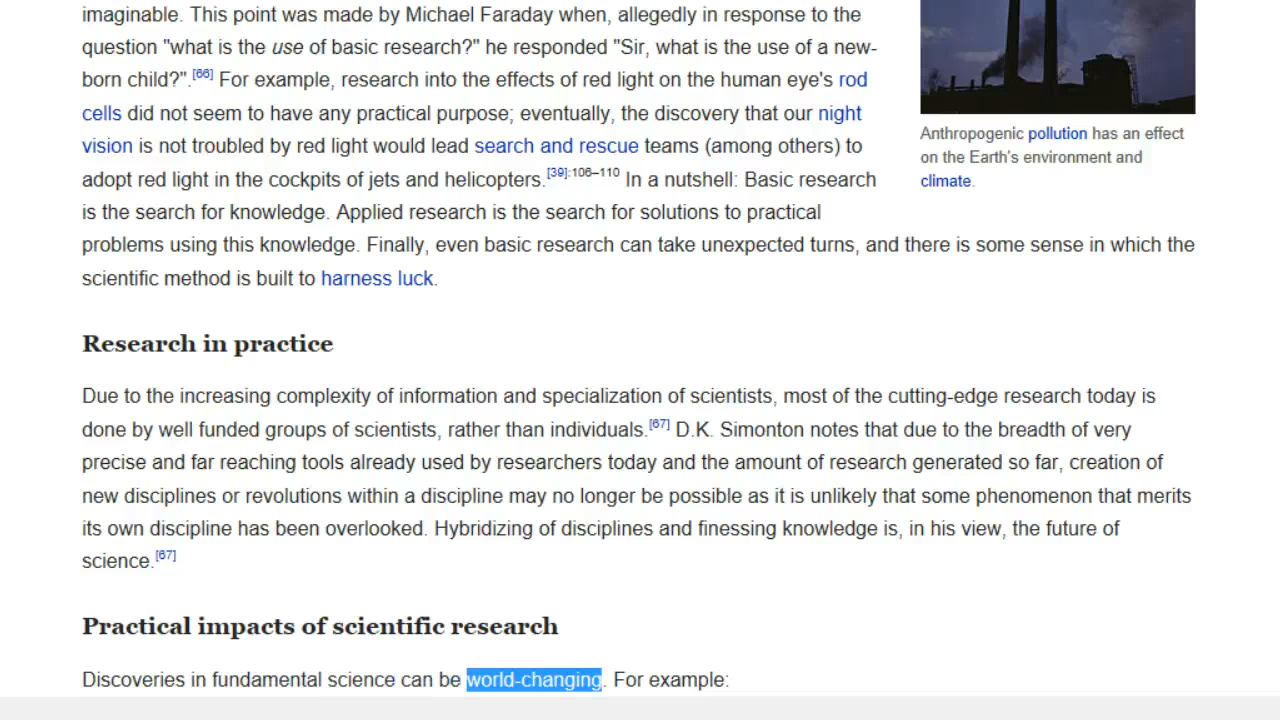 imaginable. This point was made by Michael Faraday when, allegedly in response to the
question "what is the use of basic research?" he responded "Sir, what is the use of a new-
born child?".[66] For example, research into the effects of red light on the human eye's rod
cells did not seem to have any practical purpose; eventually, the discovery that our night
vision is not troubled by red light would lead search and rescue teams (among others) to
adopt red light in the cockpits of jets and helicopters.[39]:106–110 In a nutshell: Basic research
is the search for knowledge. Applied research is the search for solutions to practical
problems using this knowledge. Finally, even basic research can take unexpected turns, and there is some sense in which the
scientific method is built to harness luck.
Anthropogenic pollution has an effect
on the Earth's environment and
climate.
Research in practice
Due to the increasing complexity of information and specialization of scientists, most of the cutting-edge research today is
done by well funded groups of scientists, rather than individuals.[67] D.K. Simonton notes that due to the breadth of very
precise and far reaching tools already used by researchers today and the amount of research generated so far, creation of
new disciplines or revolutions within a discipline may no longer be possible as it is unlikely that some phenomenon that merits
its own discipline has been overlooked. Hybridizing of disciplines and finessing knowledge is, in his view, the future of
science.[67]
Practical impacts of scientific research
Discoveries in fundamental science can be world-changing. For example: